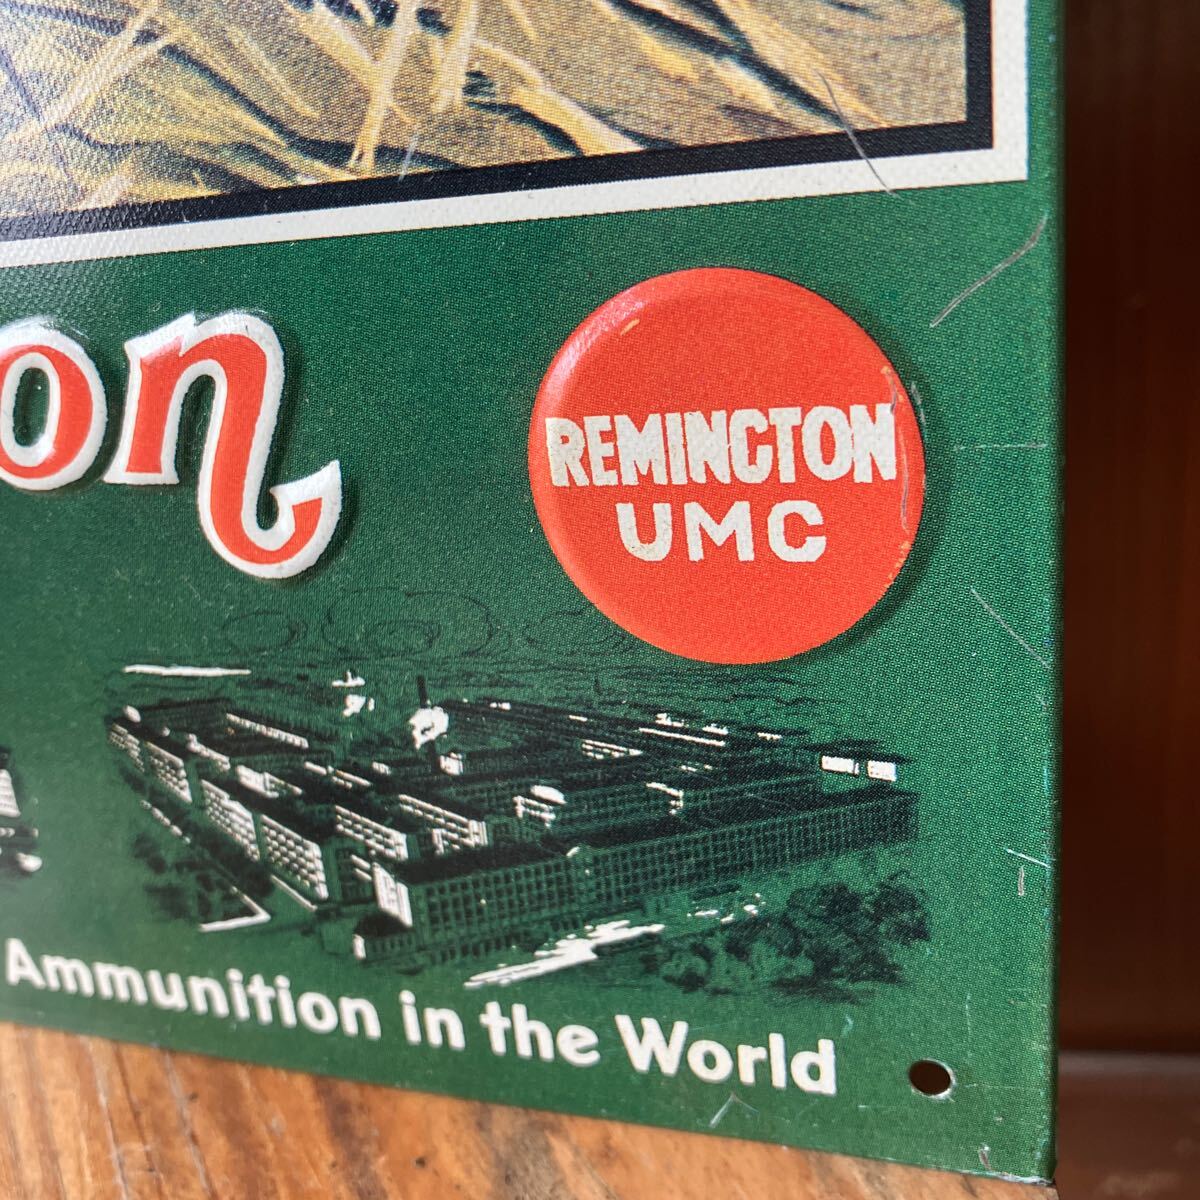 on
REMINGTON
UMC
Ammunition in the World